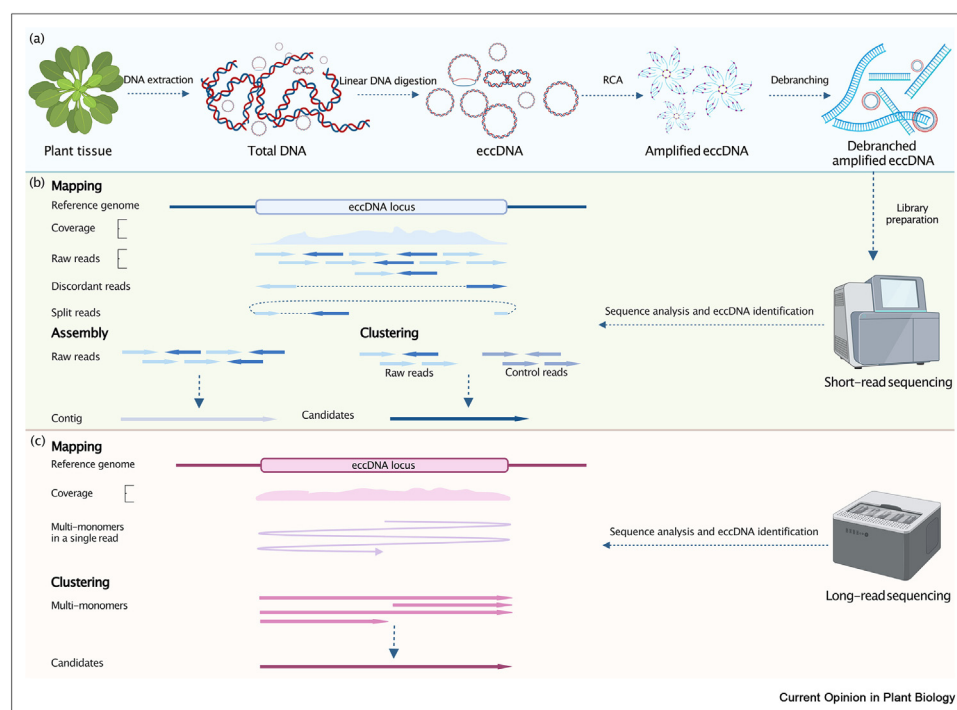 (a)
DNA extraction
Linear DNA digestion
RCA
Debranching
Plant tissue
Total DNA
eccDNA
Amplified eccDNA
Debranched
amplified eccDNA
Library
preparation
(b)
Mapping
Reference genome
eccDNA locus
Coverage
Raw reads
Discordant reads
Split reads
Sequence analysis and eccDNA identification
Short-read sequencing
Assembly
Clustering
Raw reads
Raw reads
Control reads
Contig
Candidates
(c)
Mapping
Reference genome
eccDNA locus
Coverage
Multi-monomers
in a single read
Sequence analysis and eccDNA identification
Long-read sequencing
Clustering
Multi-monomers
Candidates
Current Opinion in Plant Biology